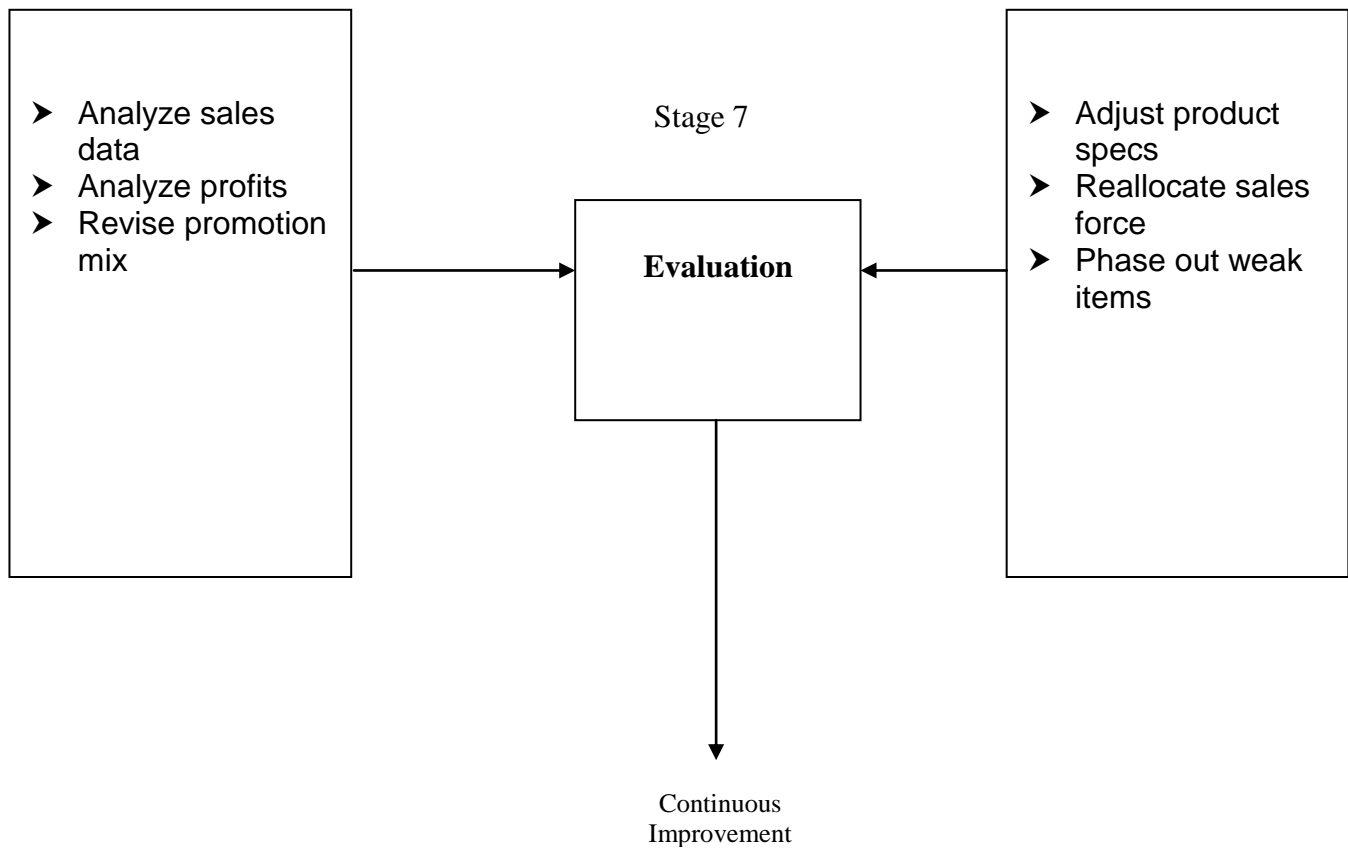 ➤ Analyze sales
data
➤ Analyze profits
➤ Revise promotion
mix
Stage 7
Evaluation
➤ Adjust product
specs
➤ Reallocate sales
force
➤ Phase out weak
items
Continuous
Improvement